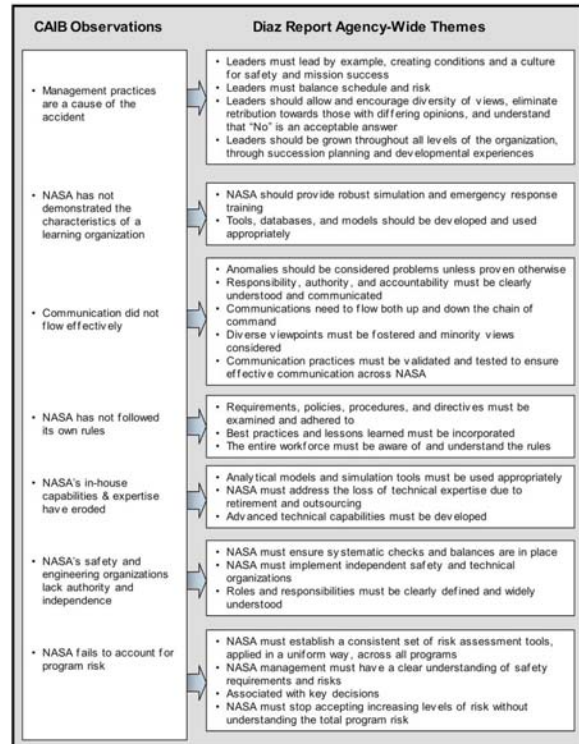 CAIB Observations
Diaz Report Agency-Wide Themes
• Management practices
are a cause of the
accident
• Leaders must lead by example, creating conditions and a culture
for safety and mission success
• Leaders must balance schedule and risk
• Leaders should allow and encourage diversity of views, eliminate
retribution towards those with differing opinions, and understand
that “No” is an acceptable answer
• Leaders should be grown throughout all levels of the organization,
through succession planning and developmental experiences
• NASA has not
demonstrated the
characteristics of a
learning organization
• NASA should provide robust simulation and emergency response
training
• Tools, databases, and models should be developed and used
appropriately
• Communication did not
flow effectively
• Anomalies should be considered problems unless proven otherwise
• Responsibility, authority, and accountability must be clearly
understood and communicated
• Communications need to flow both up and down the chain of
command
• Diverse viewpoints must be fostered and minority views
considered
• Communication practices must be validated and tested to ensure
effective communication across NASA
• NASA has not followed
its own rules
• Requirements, policies, procedures, and directives must be
examined and adhered to
• Best practices and lessons learned must be incorporated
• The entire workforce must be aware of and understand the rules
• NASA’s in-house
capabilities & expertise
have eroded
• Analytical models and simulation tools must be used appropriately
• NASA must address the loss of technical expertise due to
retirement and outsourcing
• Advanced technical capabilities must be developed
• NASA’s safety and
engineering organizations
lack authority and
independence
• NASA must ensure systematic checks and balances are in place
• NASA must implement independent safety and technical
organizations
• Roles and responsibilities must be clearly defined and widely
understood
• NASA fails to account for
program risk
• NASA must establish a consistent set of risk assessment tools,
applied in a uniform way, across all programs
• NASA management must have a clear understanding of safety
requirements and risks
• Associated with key decisions
• NASA must stop accepting increasing levels of risk without
understanding the total program risk